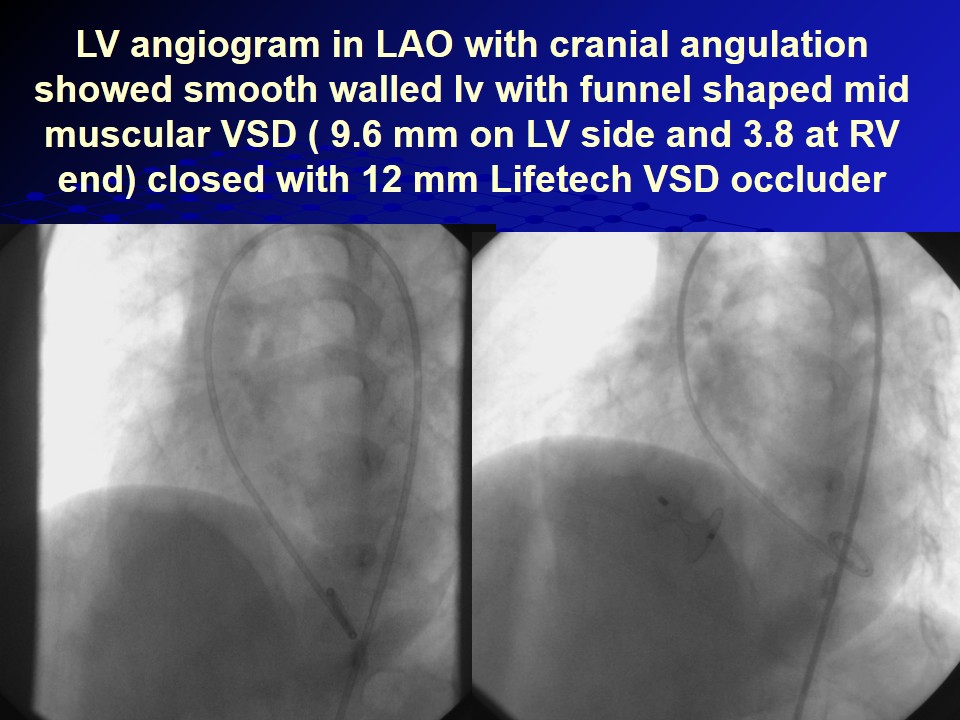 LV angiogram in LAO with cranial angulation
showed smooth walled lv with funnel shaped mid
muscular VSD ( 9.6 mm on LV side and 3.8 at RV
end) closed with 12 mm Lifetech VSD occluder